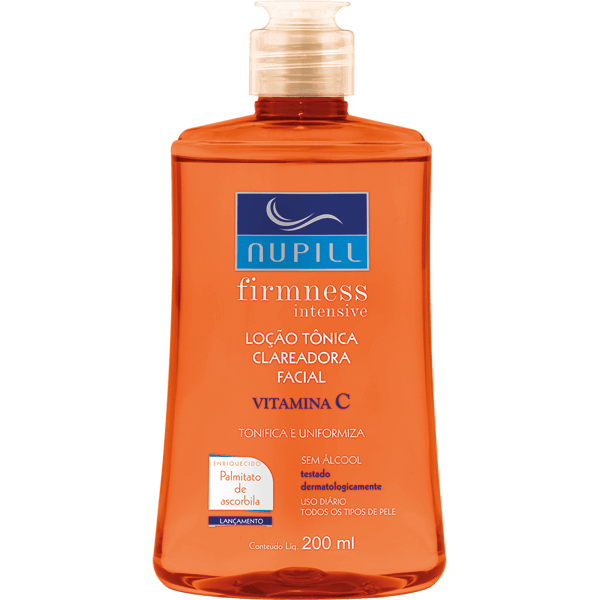 NUPILL
firmness
intensive
LOÇÃO TÔNICA
CLAREADORA
FACIAL
VITAMINA C
TONIFICA E UNIFORMIZA
ENRIQUECIDO
Palmitato
de
ascorbila
LANÇAMENTO
SEM ÁLCOOL
testado
dermatologicamente
USO DIÁRIO
TODOS OS TIPOS DE PELE
Conteúdo Líq. 200 ml